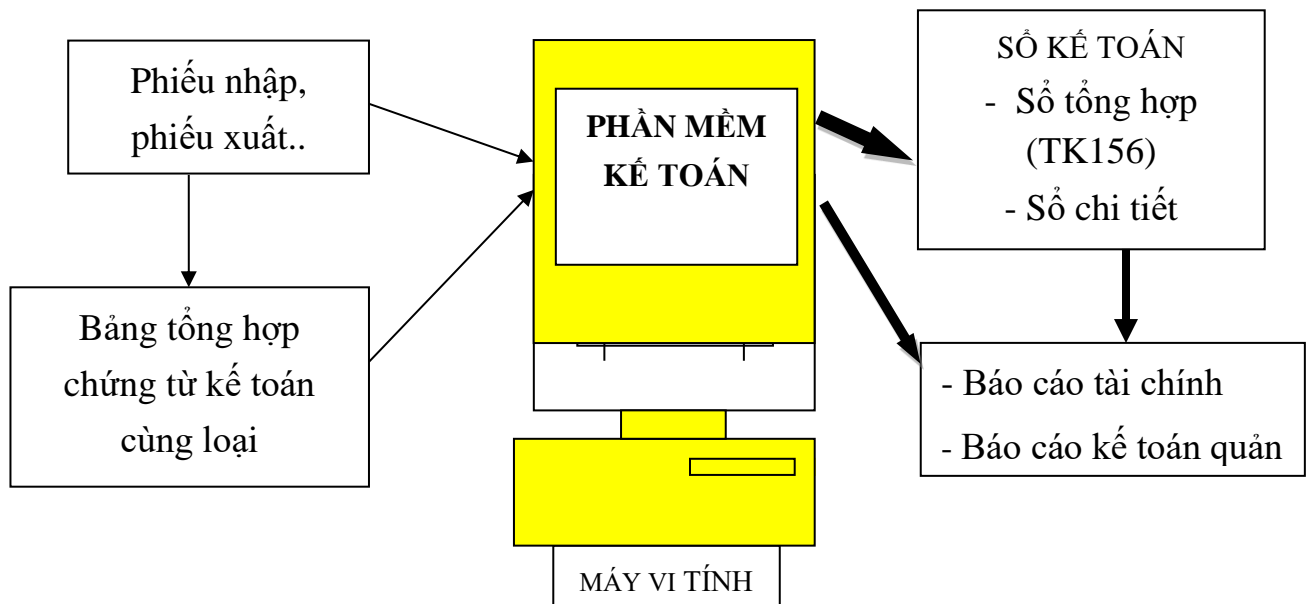 Phiếu nhập,
phiếu xuất..
Bảng tổng hợp
chứng từ kế toán
cùng loại
PHẦN MỀM
KẾ TOÁN
MÁY VI TÍNH
SỔ KẾ TOÁN
- Sổ tổng hợp
(TK156)
- Sổ chi tiết
- Báo cáo tài chính
- Báo cáo kế toán quản